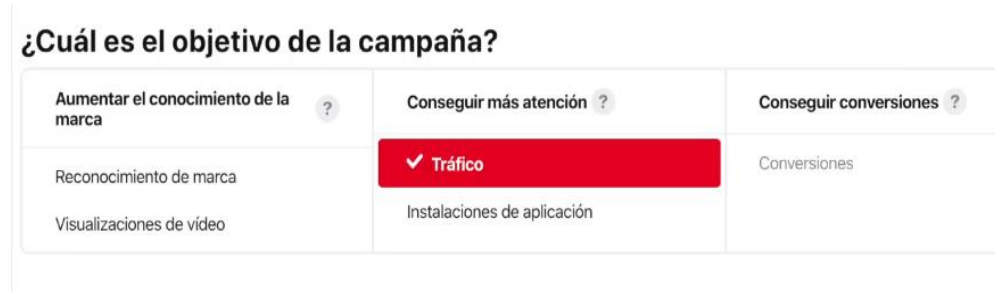 ¿Cuál es el objetivo de la campaña?
Aumentar el conocimiento de la
marca
?
Conseguir más atención ?
Conseguir conversiones ?
Reconocimiento de marca
Visualizaciones de vídeo
✓ Tráfico
Instalaciones de aplicación
Conversiones